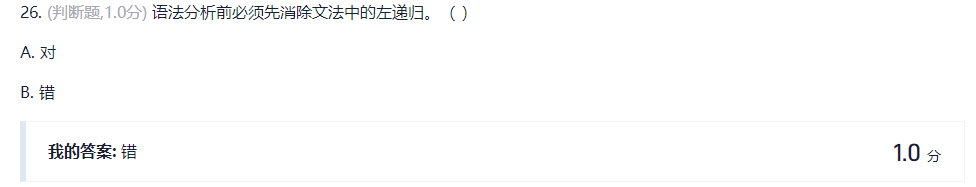 26. (判断题,1.0分) 语法分析前必须先消除文法中的左递归。（ ）
A. 对
B. 错
我的答案: 错 1.0 分